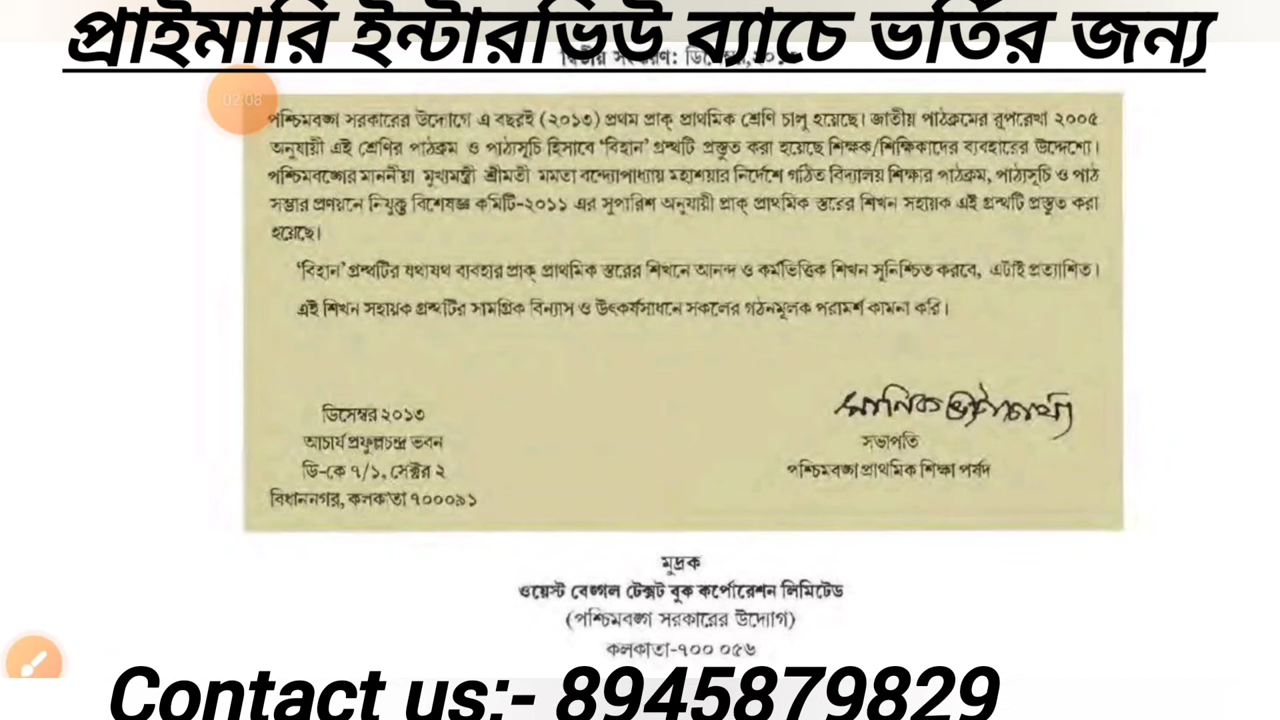 প্রাইমারি ইন্টারভিউ ব্যাচে ভর্তির জন্য
দ্বিতীয় সংস্করণ: ডিসেম্বর, ২০১৫
02:08
পশ্চিমবঙ্গ সরকারের উদ্যোগে এ বছরই (২০১৩) প্রথম প্রাক্ প্রাথমিক শ্রেণি চালু হয়েছে। জাতীয় পাঠক্রমের রূপরেখা ২০০৫
অনুযায়ী এই শ্রেণির পাঠক্রম ও পাঠ্যসূচি হিসাবে ‘বিহান’ গ্রন্থটি প্রস্তুত করা হয়েছে শিক্ষক/শিক্ষিকাদের ব্যবহারের উদ্দেশ্যে।
পশ্চিমবঙ্গের মাননীয়া মুখ্যমন্ত্রী শ্রীমতী মমতা বন্দ্যোপাধ্যায় মহাশয়ার নির্দেশে গঠিত বিদ্যালয় শিক্ষার পাঠক্রম, পাঠ্যসূচি ও পাঠ
সম্ভার প্রণয়নে নিযুক্ত বিশেষজ্ঞ কমিটি-২০১১ এর সুপারিশ অনুযায়ী প্রাক্ প্রাথমিক স্তরের শিখন সহায়ক এই গ্রন্থটি প্রস্তুত করা
হয়েছে।
‘বিহান’ গ্রন্থটির যথাযথ ব্যবহার প্রাক্ প্রাথমিক স্তরের শিখনে আনন্দ ও কর্মভিত্তিক শিখন সুনিশ্চিত করবে, এটাই প্রত্যাশিত।
এই শিখন সহায়ক গ্রন্থটির সামগ্রিক বিন্যাস ও উৎকর্ষসাধনে সকলের গঠনমূলক পরামর্শ কামনা করি।
মানিক ভট্টাচার্য্য
ডিসেম্বর ২০১৩
আচার্য প্রফুল্লচন্দ্র ভবন
ডি-কে ৭/১, সেক্টর ২
বিধাননগর, কলকাতা ৭০০০৯১
সভাপতি
পশ্চিমবঙ্গ প্রাথমিক শিক্ষা পর্ষদ
মুদ্রক
ওয়েস্ট বেঙ্গল টেক্সট বুক কর্পোরেশন লিমিটেড
(পশ্চিমবঙ্গ সরকারের উদ্যোগ)
কলকাতা-৭০০ ০৫৬
Contact us:- 8945879829